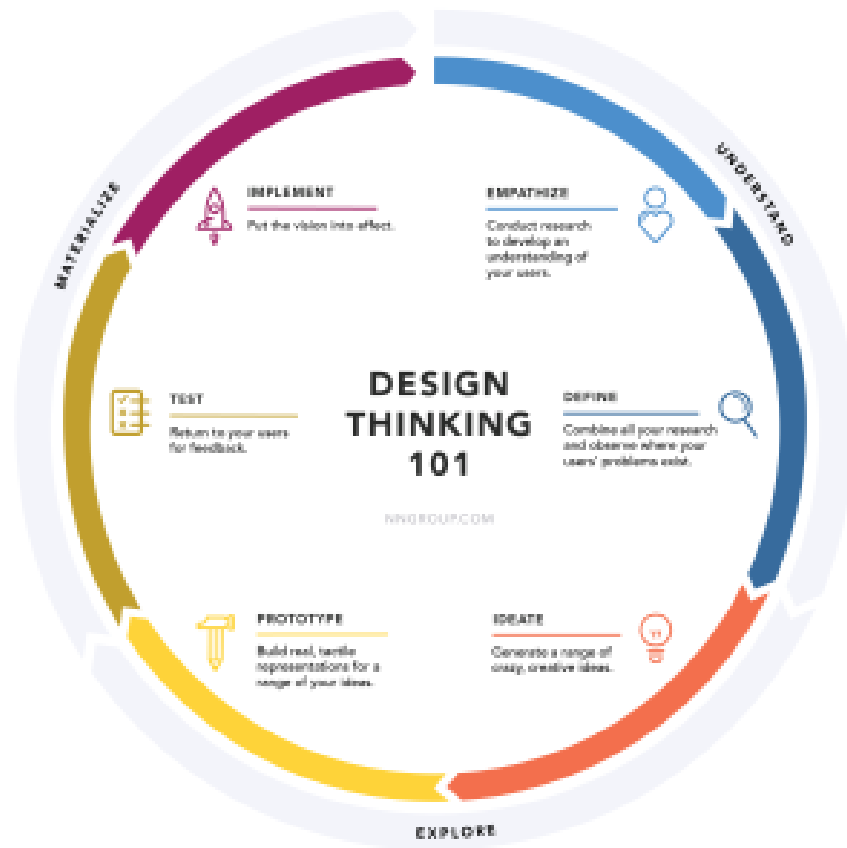 MATERIALIZE
UNDERSTAND
IMPLEMENT
Put the vision into effect.
EMPATHIZE
Conduct research
to develop an
understanding of
your users.
DESIGN
THINKING
101
NNGROUP.COM
TEST
Return to your users
for feedback.
DEFINE
Combine all your research
and observe where your
users' problems exist.
PROTOTYPE
Build real, tactile
representations for a
range of your ideas.
IDEATE
Generate a range of
crazy, creative ideas.
EXPLORE